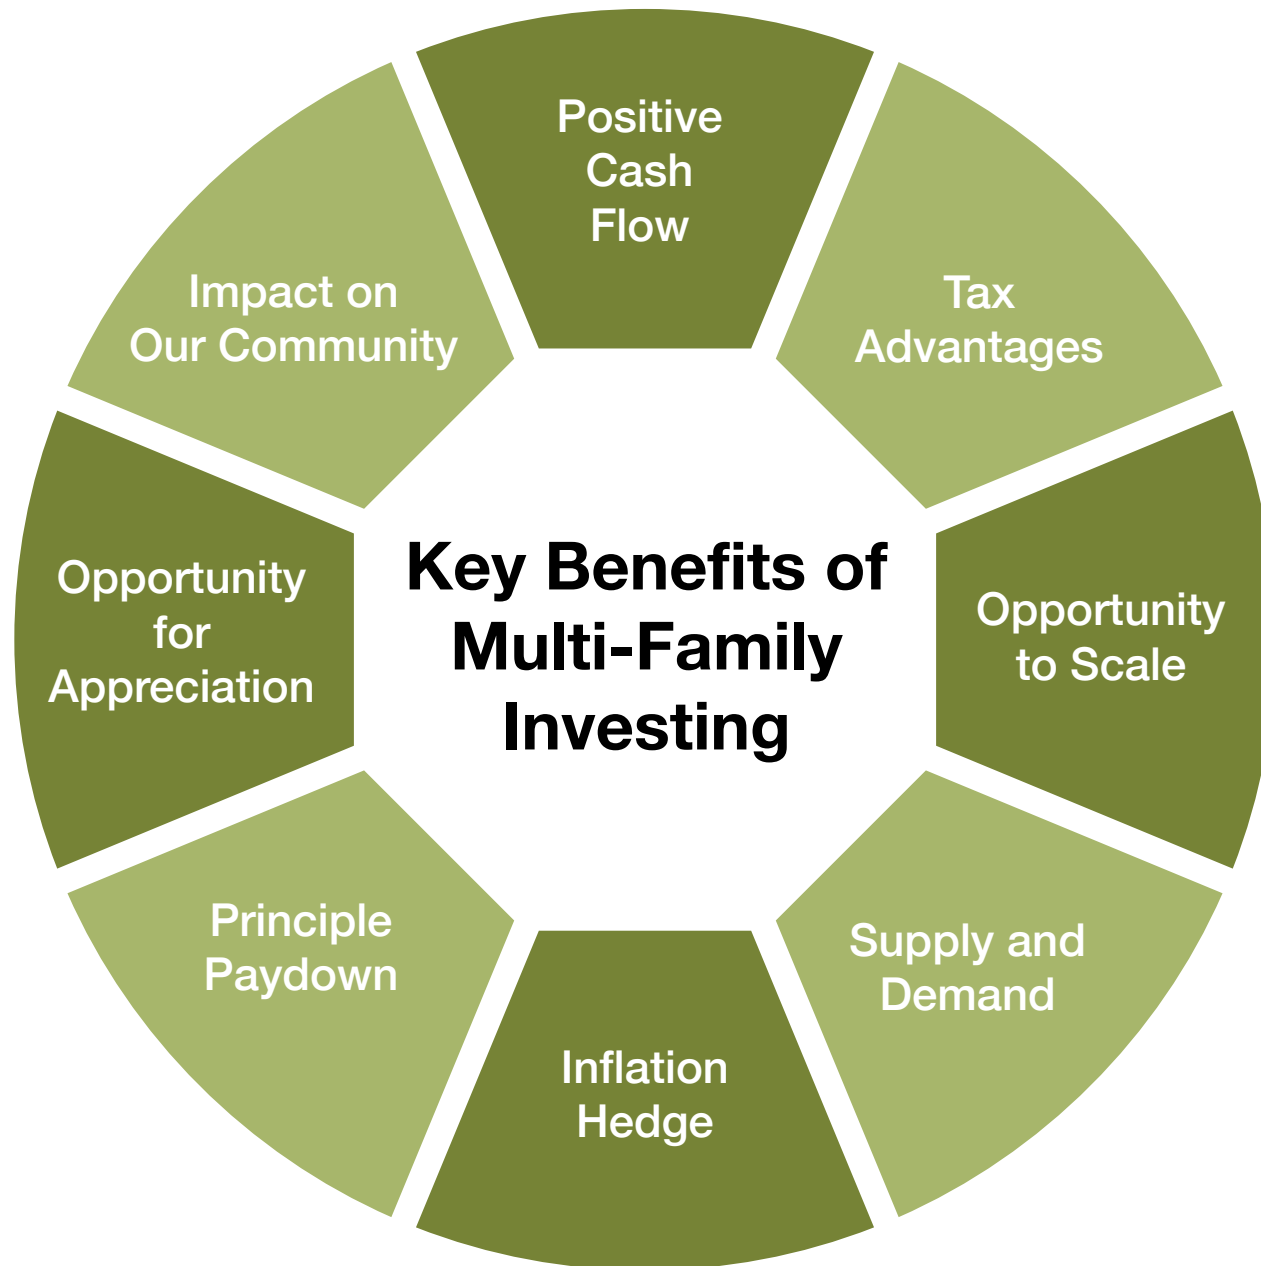 Positive
Cash
Flow
Tax
Advantages
Opportunity
to Scale
Supply and
Demand
Inflation
Hedge
Principle
Paydown
Opportunity
for
Appreciation
Impact on
Our Community
Key Benefits of
Multi-Family
Investing